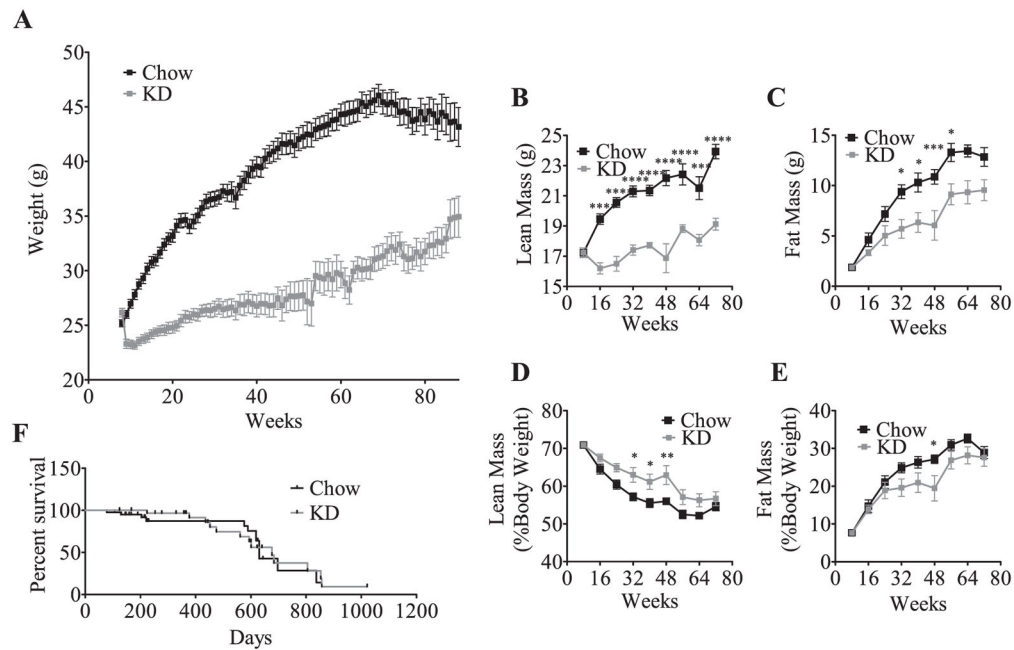 A
50
45
40
35
30
25
20
Weight (g)
Chow
KD
0
20
40
60
80
Weeks
B
25
23
21
19
17
15
Lean Mass (g)
Chow
KD
***
****
****
****
****
****
***
****
0
16
32
48
64
80
Weeks
C
15
10
5
0
Fat Mass (g)
Chow
KD
*
*
***
*
0
16
32
48
64
80
Weeks
D
80
70
60
50
40
Lean Mass
(%Body Weight)
Chow
KD
*
*
**
0
16
32
48
64
80
Weeks
E
40
30
20
10
0
Fat Mass
(%Body Weight)
Chow
KD
*
0
16
32
48
64
80
Weeks
F
150
100
50
0
Percent survival
Chow
KD
0
200
400
600
800
1000
1200
Days